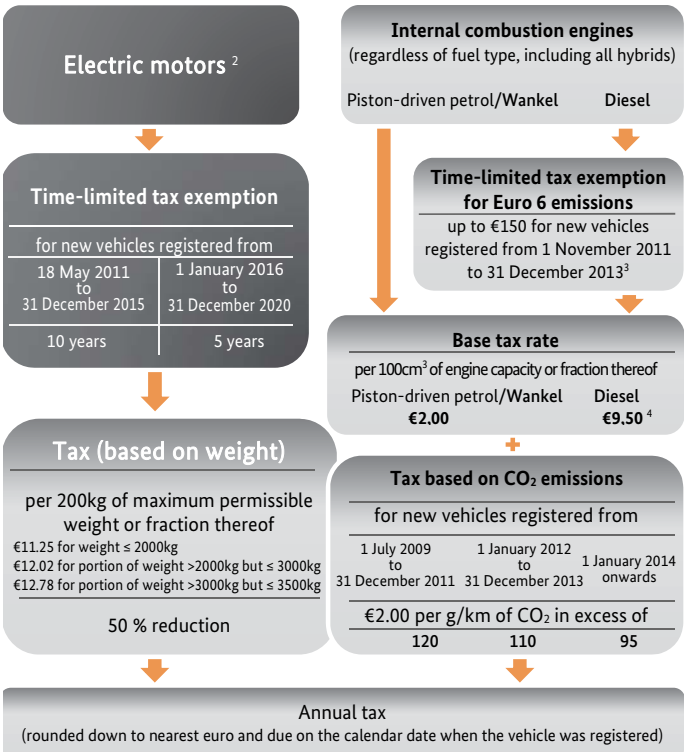 Electric motors 2
Time-limited tax exemption
for new vehicles registered from
18 May 2011
to
31 December 2015
1 January 2016
to
31 December 2020
10 years
5 years
Tax (based on weight)
per 200kg of maximum permissible
weight or fraction thereof
€11.25 for weight ≤ 2000kg
€12.02 for portion of weight >2000kg but ≤ 3000kg
€12.78 for portion of weight >3000kg but ≤ 3500kg
50 % reduction
Internal combustion engines
(regardless of fuel type, including all hybrids)
Piston-driven petrol/Wankel Diesel
Time-limited tax exemption
for Euro 6 emissions
up to €150 for new vehicles
registered from 1 November 2011
to 31 December 2013³
Base tax rate
per 100cm³ of engine capacity or fraction thereof
Piston-driven petrol/Wankel Diesel
€2.00 €9.50 4
+
Tax based on CO₂ emissions
for new vehicles registered from
1 July 2009
to
31 December 2011
1 January 2012
to
31 December 2013
1 January 2014
onwards
€2.00 per g/km of CO₂ in excess of
120 110 95
Annual tax
(rounded down to nearest euro and due on the calendar date when the vehicle was registered)